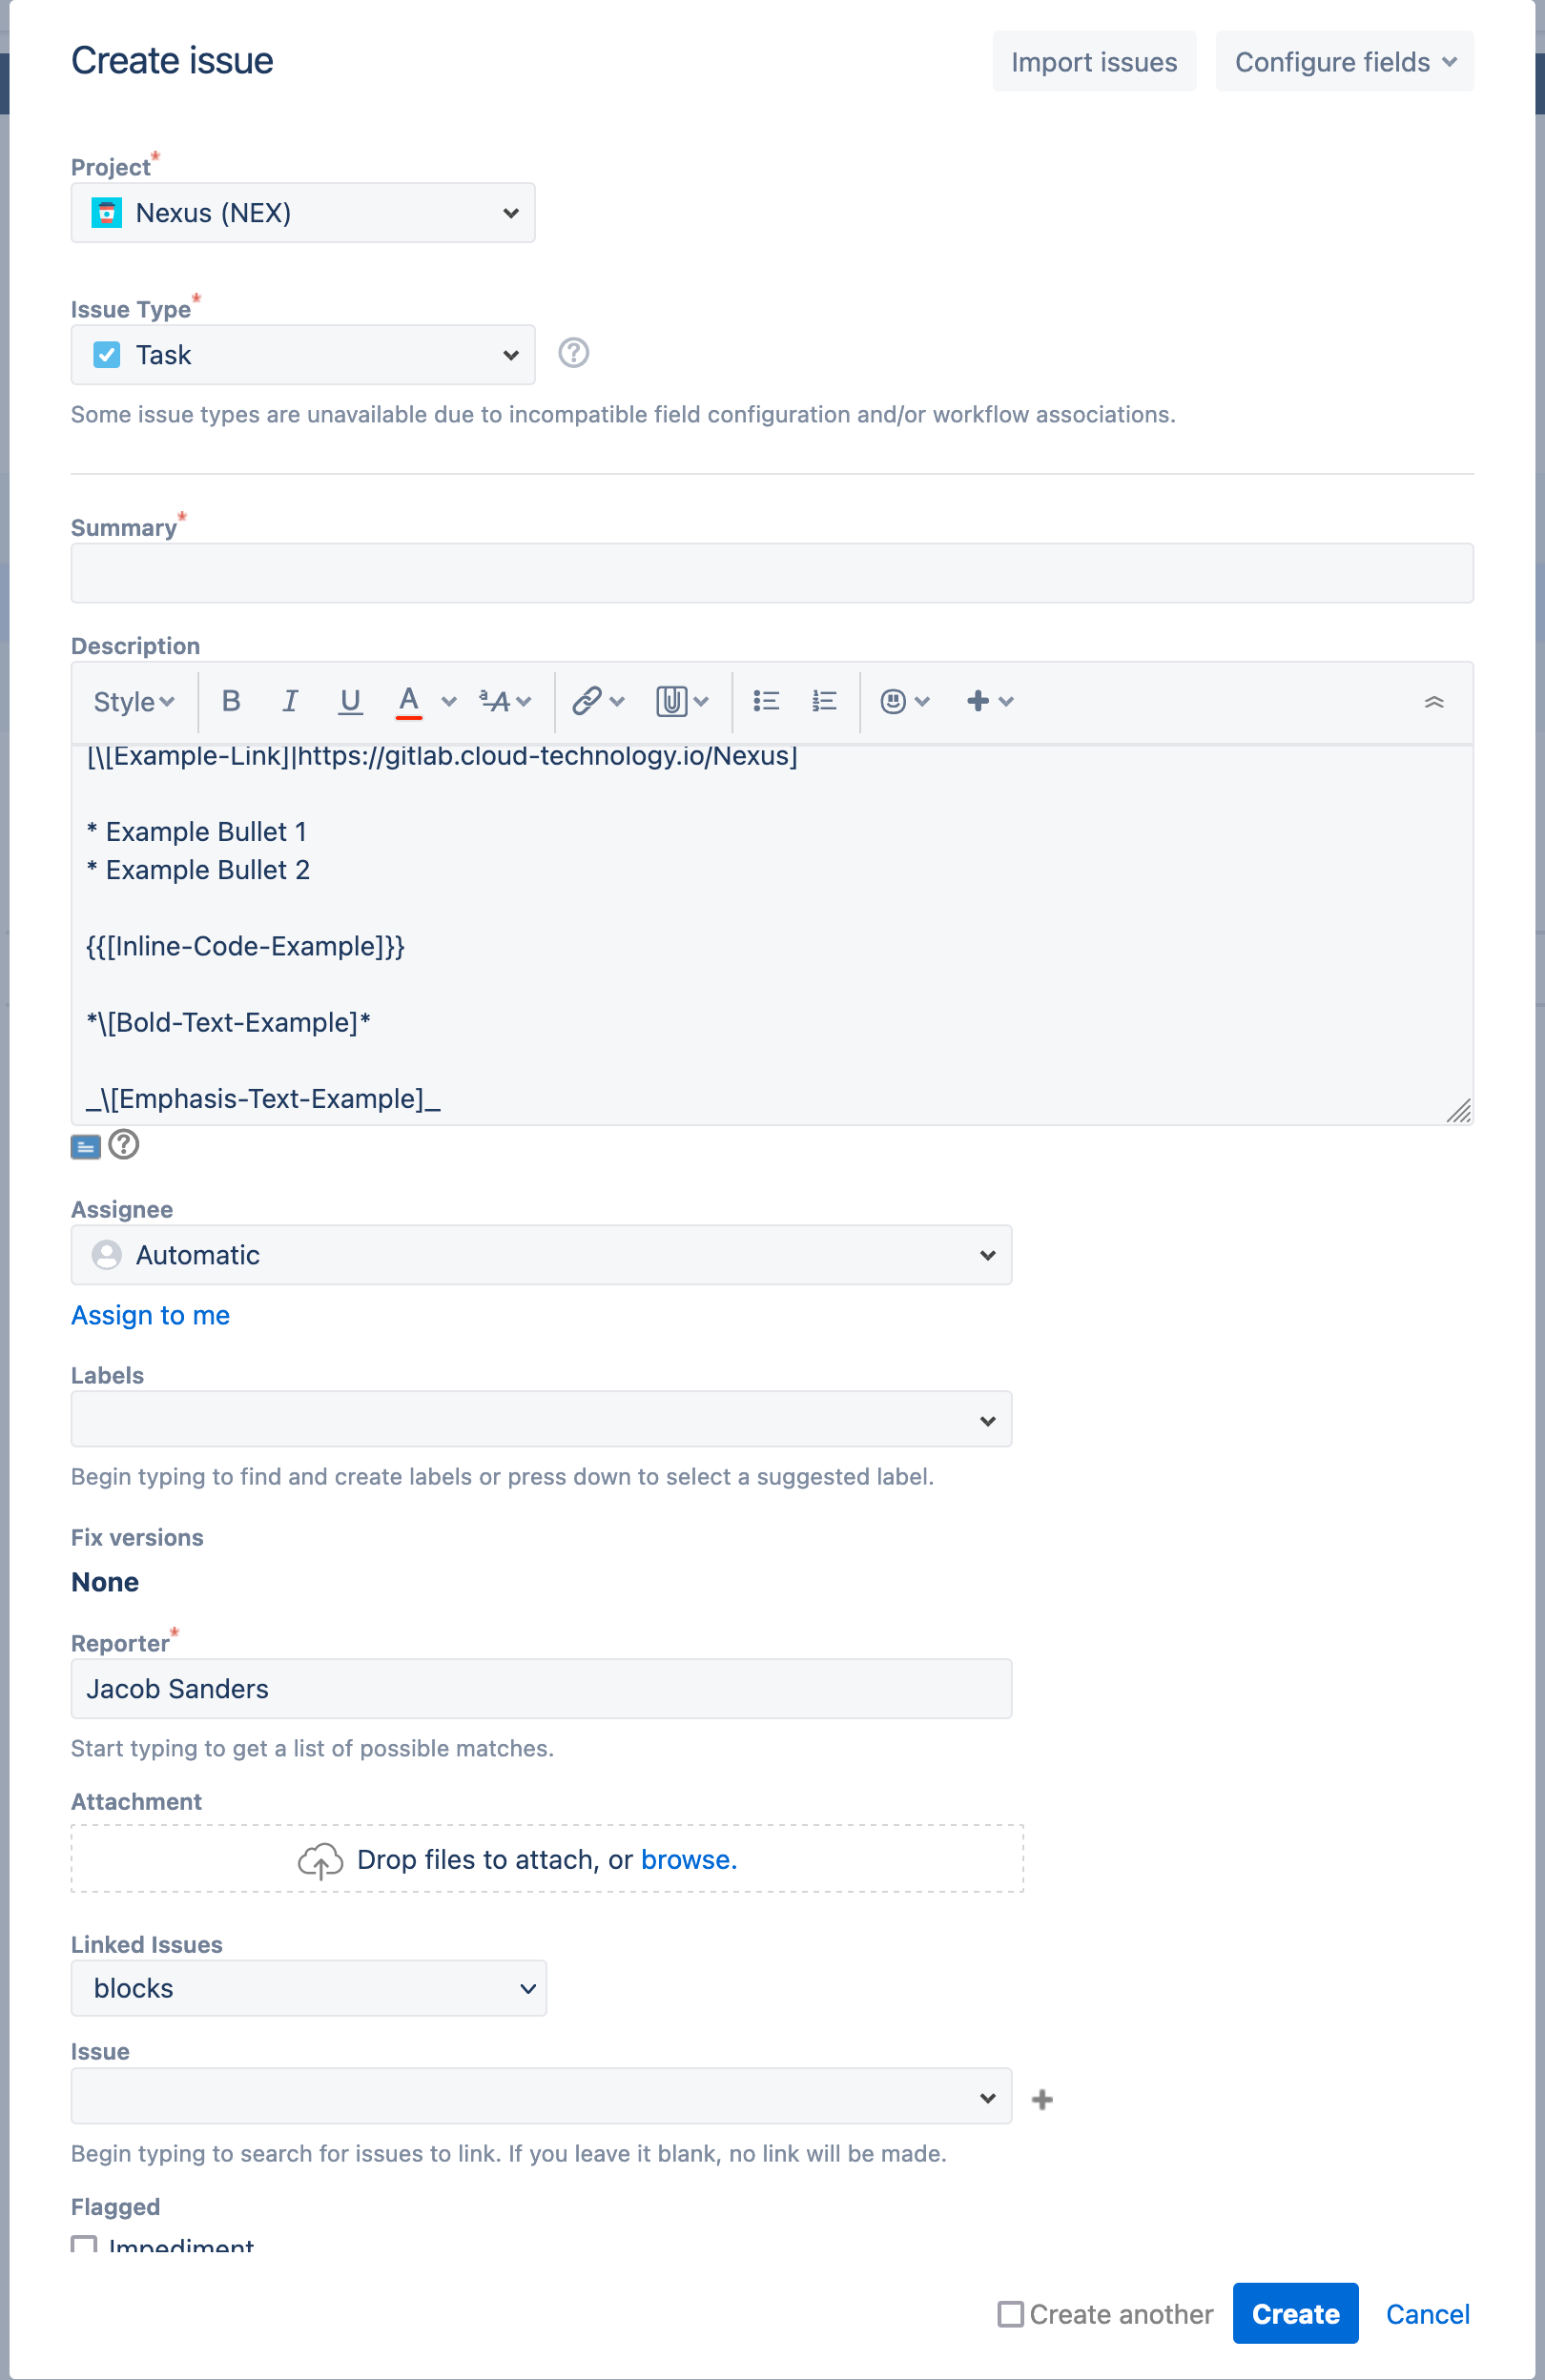 Create issue
Import issues
Configure fields
Project*
Nexus (NEX)
Issue Type*
Task
Some issue types are unavailable due to incompatible field configuration and/or workflow associations.
Summary*
Description
Style B I U A ªA
[\[Example-Link]|https://gitlab.cloud-technology.io/Nexus]
* Example Bullet 1
* Example Bullet 2
{{[Inline-Code-Example]}}
*\[Bold-Text-Example]*
_\[Emphasis-Text-Example]_
Assignee
Automatic
Assign to me
Labels
Begin typing to find and create labels or press down to select a suggested label.
Fix versions
None
Reporter*
Jacob Sanders
Start typing to get a list of possible matches.
Attachment
Drop files to attach, or browse.
Linked Issues
blocks
Issue
Begin typing to search for issues to link. If you leave it blank, no link will be made.
Flagged
Impediment
Create another
Create
Cancel